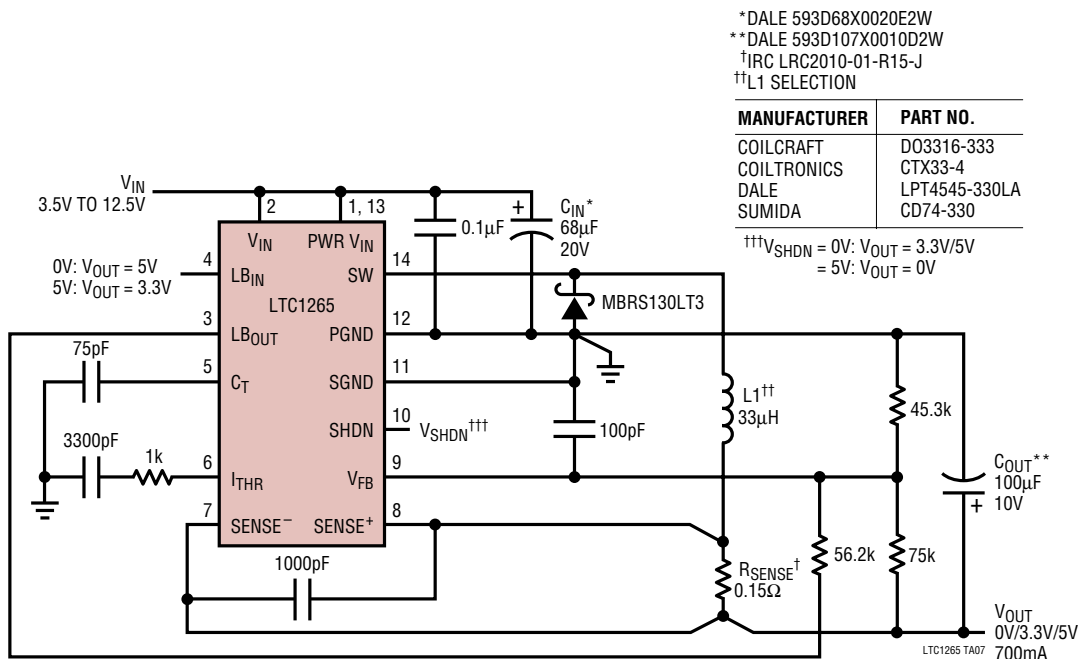 *DALE 593D68X0020E2W
**DALE 593D107X0010D2W
†IRC LRC2010-01-R15-J
††L1 SELECTION
MANUFACTURER PART NO.
COILCRAFT DO3316-333
COILTRONICS CTX33-4
DALE LPT4545-330LA
SUMIDA CD74-330
†††VSHDN = 0V: VOUT = 3.3V/5V
= 5V: VOUT = 0V
VIN
3.5V TO 12.5V
2
1, 13
0.1µF
+
CIN*
68µF
20V
VIN
PWR VIN
0V: VOUT = 5V
5V: VOUT = 3.3V
4
LBIN
SW
14
LTC1265
MBRS130LT3
3
LBOUT
PGND
12
75pF
5
CT
SGND
11
L1††
33µH
45.3k
SHDN
10
VSHDN†††
100pF
3300pF
1k
6
ITHR
VFB
9
COUT**
100µF
10V
+
7
SENSE–
SENSE+
8
1000pF
RSENSE†
0.15Ω
56.2k
75k
VOUT
0V/3.3V/5V
700mA
LTC1265 TA07